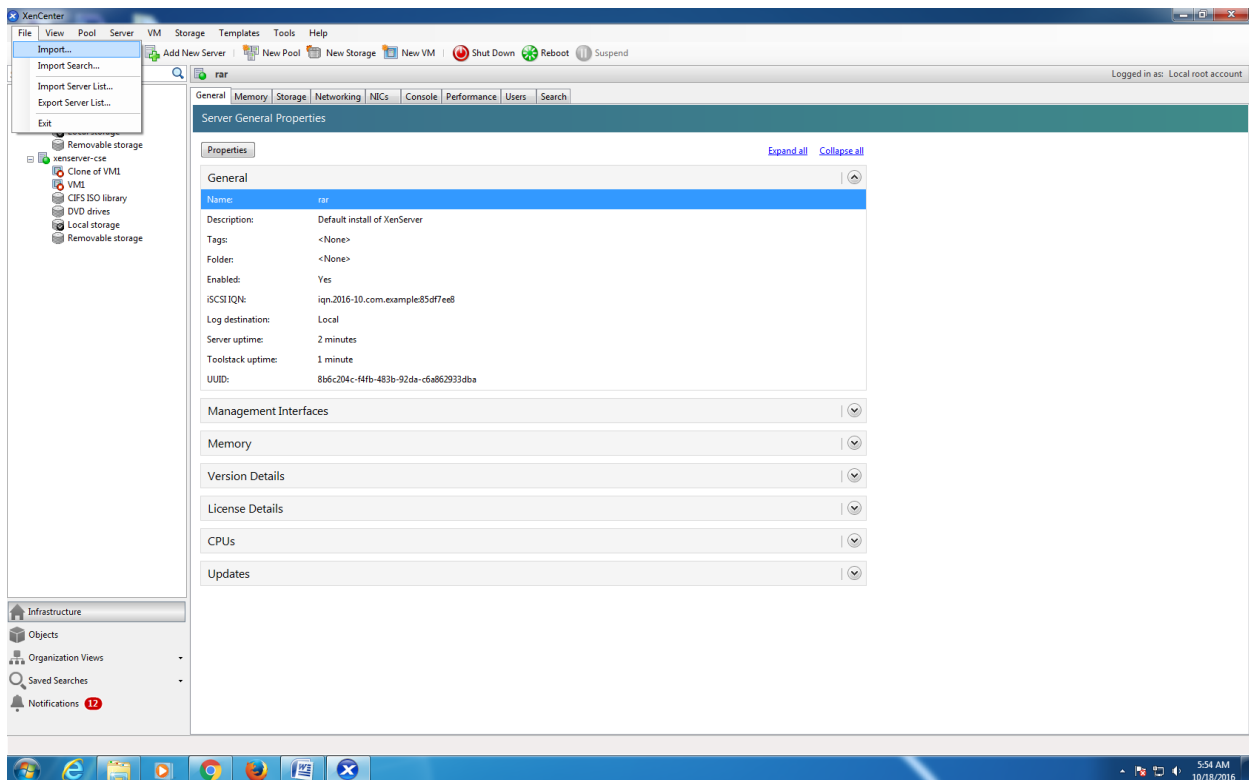 XenCenter
File View Pool Server VM Storage Templates Tools Help
Import...
Import Search...
Import Server List...
Export Server List...
Exit
Add New Server New Pool New Storage New VM Shut Down Reboot Suspend
rar
Logged in as: Local root account
Local storage
Removable storage
xenserver-cse
Clone of VM1
VM1
CIFS ISO library
DVD drives
Local storage
Removable storage
General Memory Storage Networking NICs Console Performance Users Search
Server General Properties
Properties
Expand all Collapse all
General
Name: rar
Description: Default install of XenServer
Tags: <None>
Folder: <None>
Enabled: Yes
iSCSI IQN: iqn.2016-10.com.example:85df7ee8
Log destination: Local
Server uptime: 2 minutes
Toolstack uptime: 1 minute
UUID: 8b6c204c-f4fb-483b-92da-c6a862933dba
Management Interfaces
Memory
Version Details
License Details
CPUs
Updates
Infrastructure
Objects
Organization Views
Saved Searches
Notifications 12
5:54 AM
10/18/2016